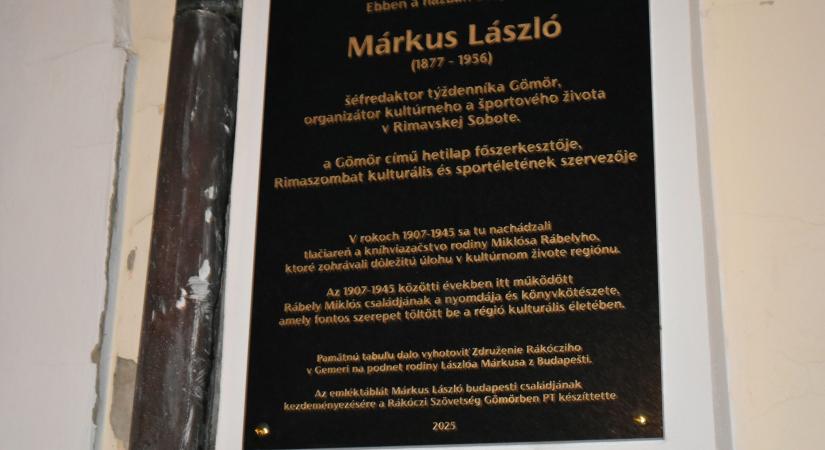 Ebben a házban
Márkus László
(1877 - 1956)
šéfredaktor týždenníka Gömör,
organizátor kultúrneho a športového života
v Rimavskej Sobote.
a Gömör című hetilap főszerkesztője,
Rimaszombat kulturális és sportéletének szervezője
V rokoch 1907-1945 sa tu nachádzali
tlačiareň a kníhviazačstvo rodiny Miklósa Rábelyho,
ktoré zohrávali dôležitú úlohu v kultúrnom živote regiónu.
Az 1907-1945 közötti években itt működött
Rábely Miklós családjának a nyomdája és könyvkötészete,
amely fontos szerepet töltött be a régió kulturális életében.
Pamätnú tabuľu dalo vyhotoviť Združenie Rákócziho
v Gemeri na podnet rodiny Lászlóa Márkusa z Budapešti.
Az emléktáblát Márkus László budapesti családjának
kezdeményezésére a Rákóczi Szövetség Gömörben PT készíttette
2025